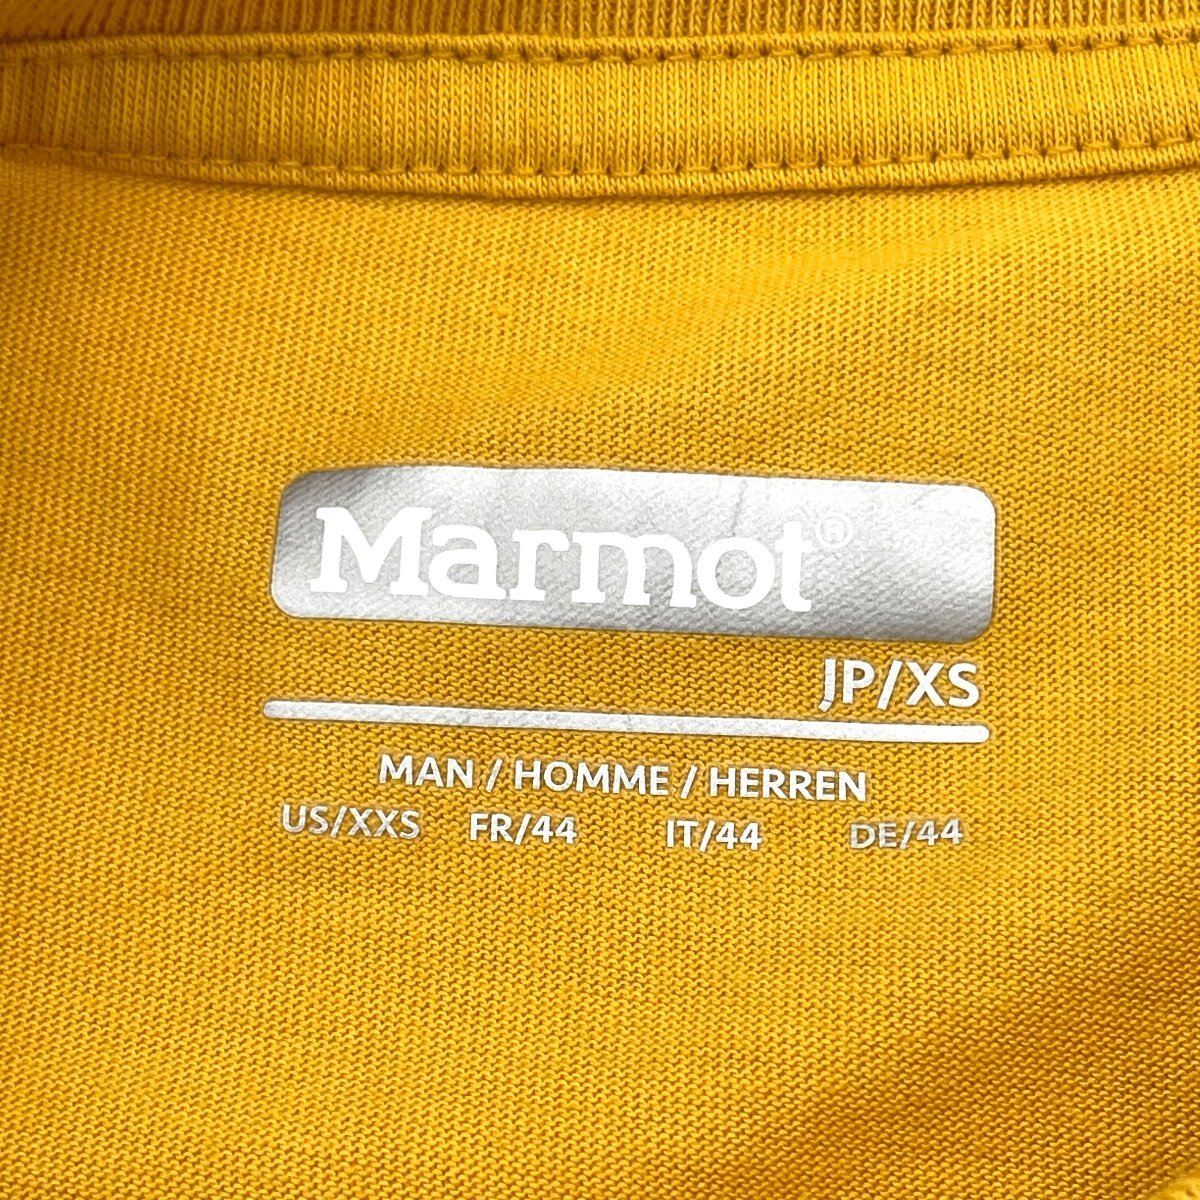 Marmot®
JP/XS
MAN / HOMME / HERREN
US/XXS FR/44 IT/44 DE/44